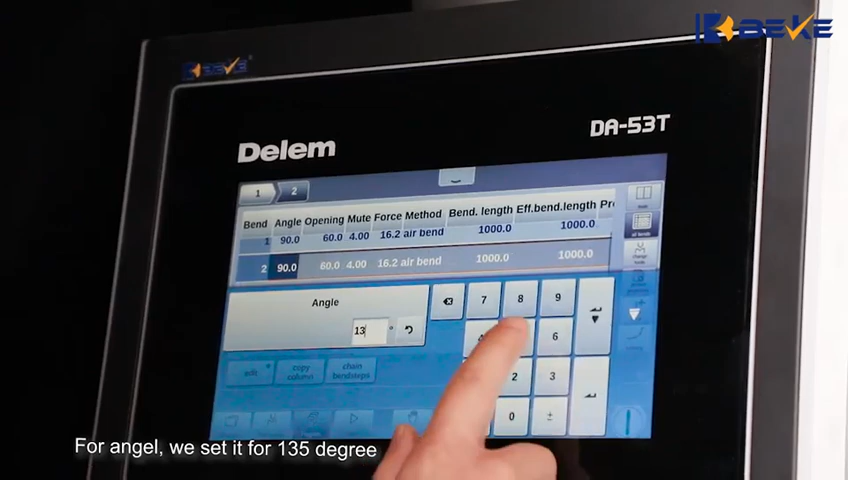 BEKE
BEKE
Delem
DA-53T
1 2
Bend Angle Opening Mute Force Method Bend. length Eff.bend.length Pr
1 90.0 60.0 4.00 16.2 air bend 1000.0 1000.0
2 90.0 60.0 4.00 16.2 air bend 1000.0 1000.0
all bends
change
Angle
13 °
7 8 9
4 6
2 3
0 ±
edit
copy column
chain bendsteps
For angel, we set it for 135 degree